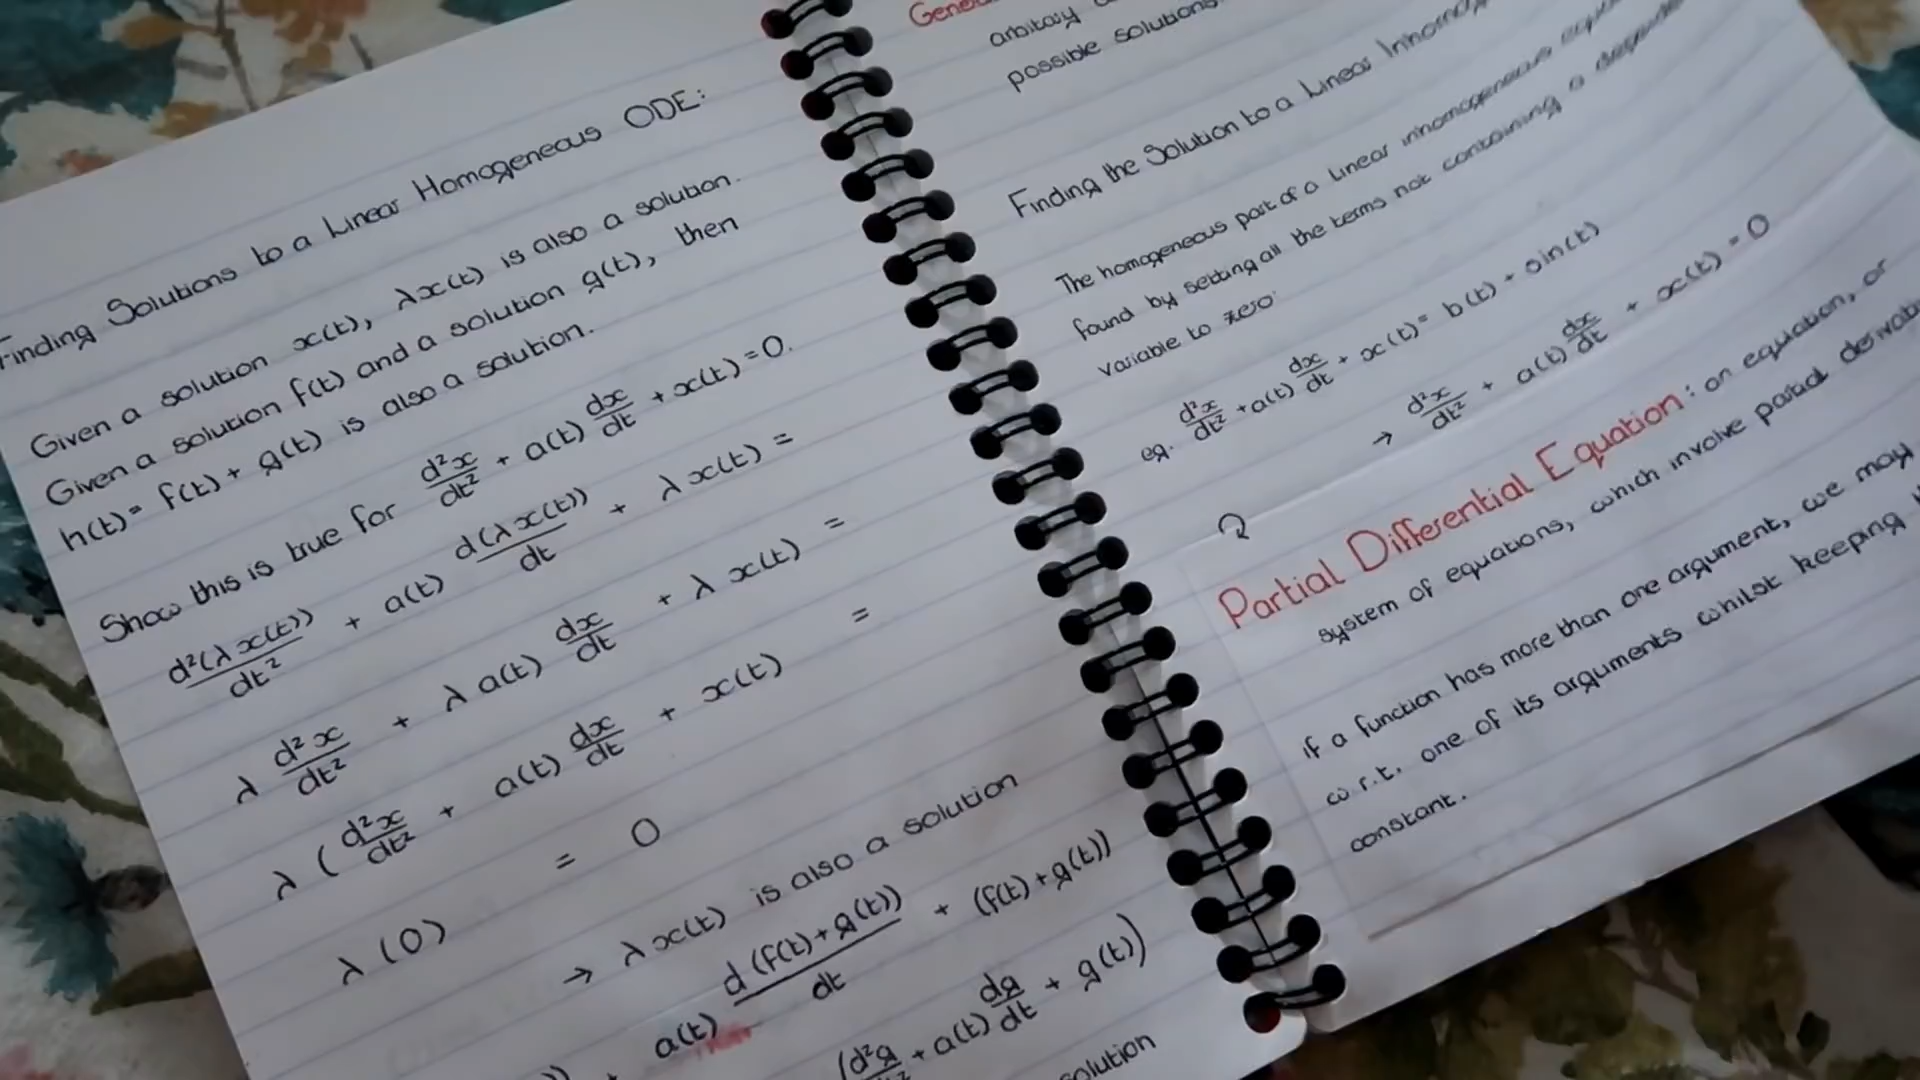 Finding Solutions to a Linear Homogeneous ODE:
Given a solution x(t), λx(t) is also a solution.
Given a solution f(t) and a solution g(t), then
h(t) = f(t) + g(t) is also a solution.
Show this is true for d²x/dt² + a(t) dx/dt + x(t) = 0.
d²(λx(t))/dt² + a(t) d(λx(t))/dt + λx(t) =
λ d²x/dt² + λ a(t) dx/dt + λ x(t) =
λ ( d²x/dt² + a(t) dx/dt + x(t) =
λ (0) = 0
→ λx(t) is also a solution
a(t) d(f(t)+g(t))/dt + (f(t)+g(t))
(d²g + a(t) dg/dt + g(t))
solution
arbitary
possible solutions
Finding the Solution to a Linear
The homogeneous part of a linear inhomogeneous
found by setting all the terms not containing a
variable to zero:
eg. d²x/dt² + a(t) dx/dt + x(t) = b(t) + sin(t)
→ d²x/dt² + a(t) dx/dt + x(t) = 0
Partial Differential Equation: an equation, or
system of equations, which involve partial
If a function has more than one argument, we may
w.r.t. one of its arguments whilst keeping
constant.